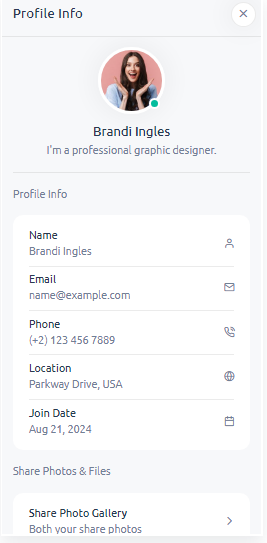 Profile Info
Brandi Ingles
I'm a professional graphic designer.
Profile Info
Name
Brandi Ingles
Email
name@example.com
Phone
(+2) 123 456 7889
Location
Parkway Drive, USA
Join Date
Aug 21, 2024
Share Photos & Files
Share Photo Gallery
Both your share photos